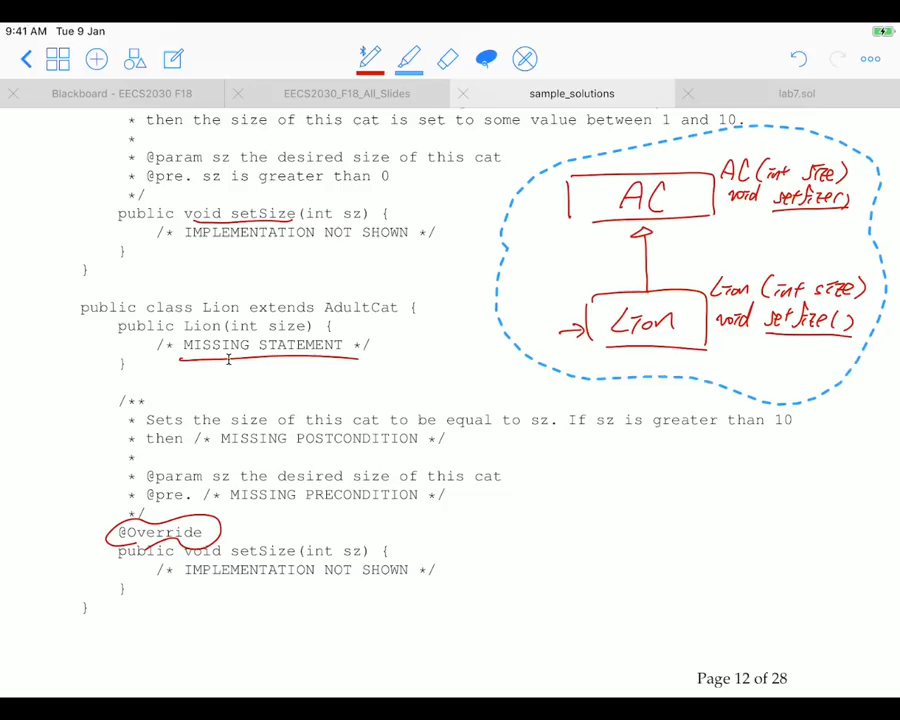 9:41 AM Tue 9 Jan
Blackboard - EECS2030 F18
EECS2030_F18_All_Slides
sample_solutions
lab7.sol
* then the size of this cat is set to some value between 1 and 10.
*
* @param sz the desired size of this cat
* @pre. sz is greater than 0
*/
public void setSize(int sz) {
/* IMPLEMENTATION NOT SHOWN */
}
}
AC
AC(int size)
void setSize()
Lion
Lion (int size)
void setSize()
public class Lion extends AdultCat {
public Lion(int size) {
/* MISSING STATEMENT */
}
/**
* Sets the size of this cat to be equal to sz. If sz is greater than 10
* then /* MISSING POSTCONDITION */
*
* @param sz the desired size of this cat
* @pre. /* MISSING PRECONDITION */
*/
@Override
public void setSize(int sz) {
/* IMPLEMENTATION NOT SHOWN */
}
}
Page 12 of 28